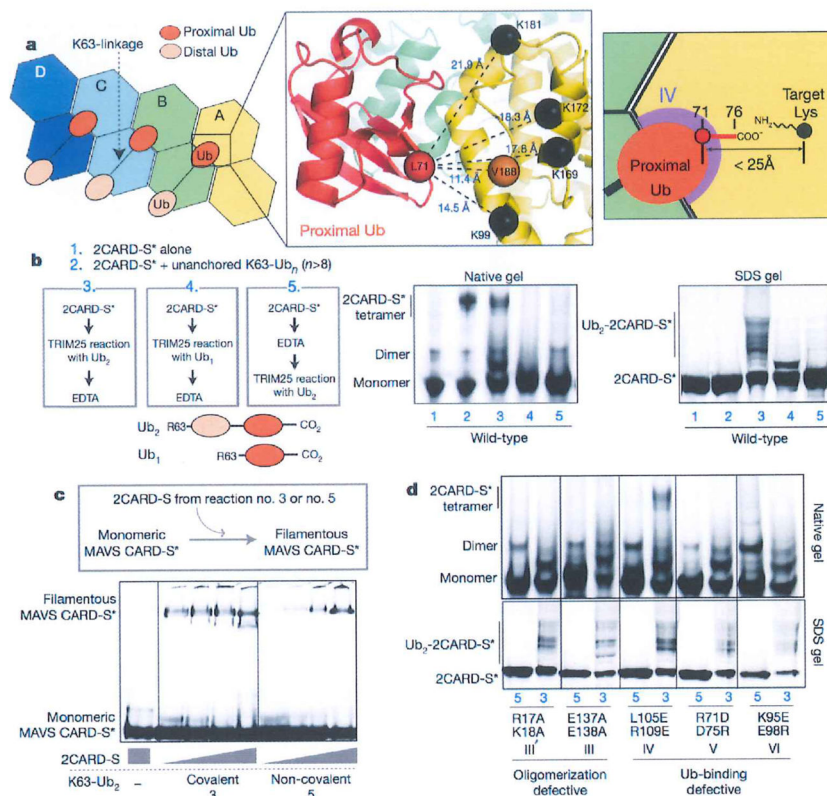 a
K63-linkage
Proximal Ub
Distal Ub
D
C
B
A
Ub
Ub
K181
21.9 Å
K172
18.3 Å
17.8 Å
L71
V188
K169
11.4 Å
14.5 Å
K99
Proximal Ub
IV
71
76
NH₂
COO⁻
Target
Lys
Proximal
Ub
< 25Å
b
1. 2CARD-S* alone
2. 2CARD-S* + unanchored K63-Ubₙ (n>8)
3.
2CARD-S*
TRIM25 reaction
with Ub₂
EDTA
4.
2CARD-S*
TRIM25 reaction
with Ub₁
EDTA
5.
2CARD-S*
EDTA
TRIM25 reaction
with Ub₂
Ub₂ R63 CO₂
Ub₁ R63 CO₂
Native gel
2CARD-S*
tetramer
Dimer
Monomer
1 2 3 4 5
Wild-type
SDS gel
Ub₂-2CARD-S*
2CARD-S*
1 2 3 4 5
Wild-type
c
2CARD-S from reaction no. 3 or no. 5
Monomeric
MAVS CARD-S*
Filamentous
MAVS CARD-S*
Filamentous
MAVS CARD-S*
Monomeric
MAVS CARD-S*
2CARD-S
K63-Ub₂
–
Covalent
3
Non-covalent
5
d
2CARD-S*
tetramer
Dimer
Monomer
Native gel
Ub₂-2CARD-S*
2CARD-S*
SDS gel
5 3 5 3 5 3 5 3 5 3
R17A E137A L105E R71D K95E
K18A E138A R109E D75R E98R
III′ III IV V VI
Oligomerization
defective
Ub-binding
defective